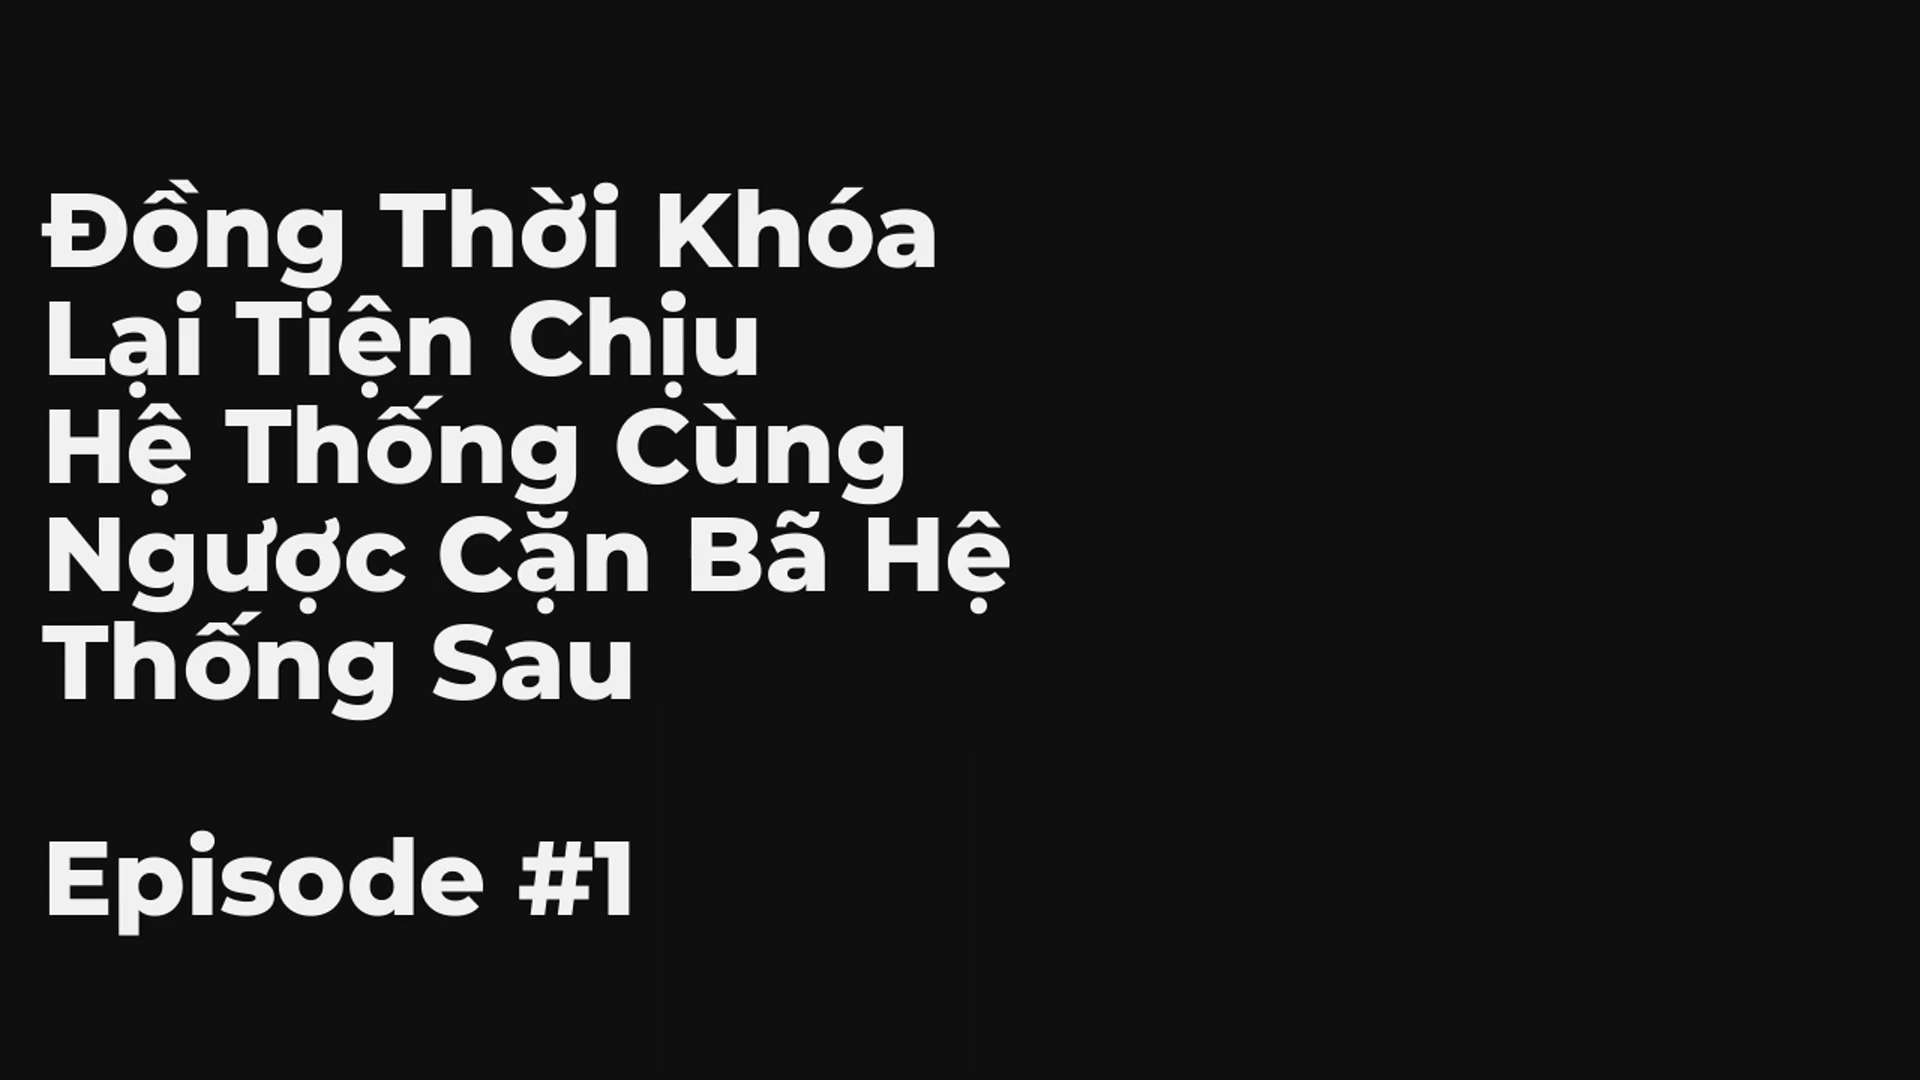 Đồng Thời Khóa
Lại Tiện Chịu
Hệ Thống Cùng
Ngược Cặn Bã Hệ
Thống Sau
Episode #1